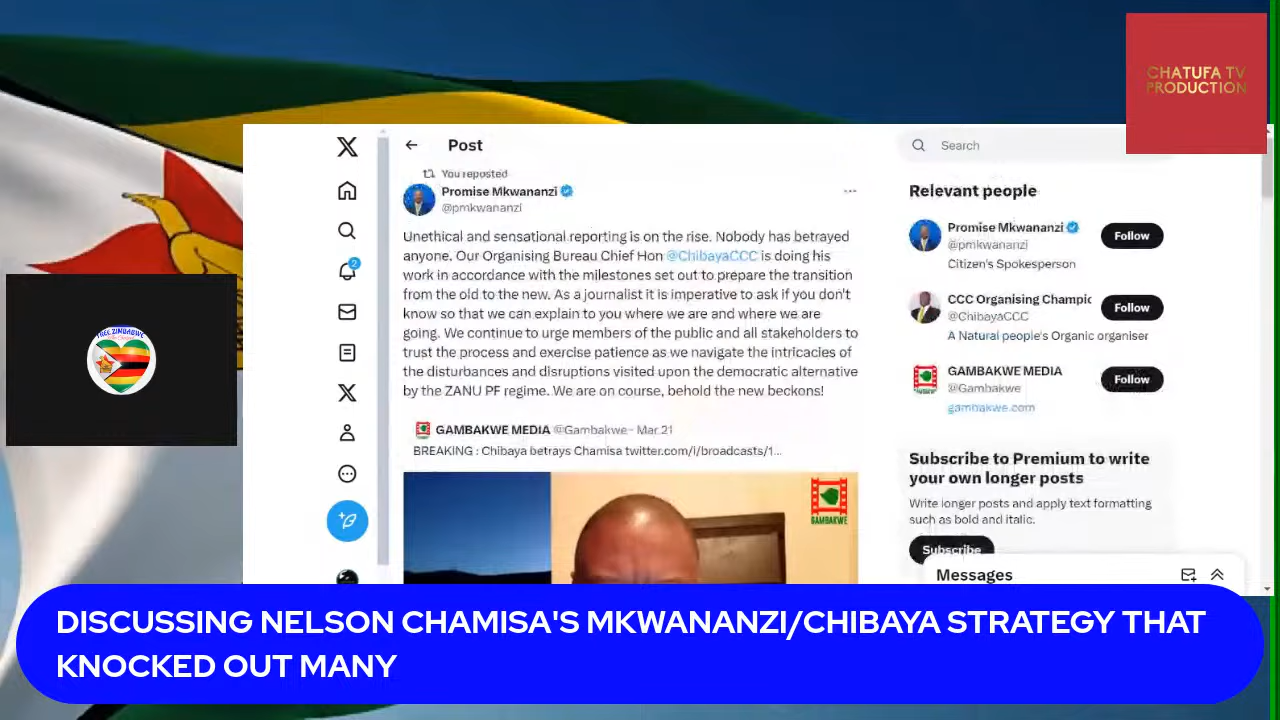 CHATUFA TV
PRODUCTION
Post
Search
You reposted
Promise Mkwananzi
@pmkwananzi
Unethical and sensational reporting is on the rise. Nobody has betrayed
anyone. Our Organising Bureau Chief Hon @ChibayaCCC is doing his
work in accordance with the milestones set out to prepare the transition
from the old to the new. As a journalist it is imperative to ask if you don't
know so that we can explain to you where we are and where we are
going. We continue to urge members of the public and all stakeholders to
trust the process and exercise patience as we navigate the intricacies of
the disturbances and disruptions visited upon the democratic alternative
by the ZANU PF regime. We are on course, behold the new beckons!
GAMBAKWE MEDIA @Gambakwe · Mar 21
BREAKING : Chibaya betrays Chamisa twitter.com/i/broadcasts/1...
GAMBAKWE
Relevant people
Promise Mkwananzi
@pmkwananzi
Follow
Citizen's Spokesperson
CCC Organising Champic
@ChibayaCCC
Follow
A Natural people's Organic organiser
GAMBAKWE MEDIA
@Gambakwe
Follow
gambakwe.com
Subscribe to Premium to write
your own longer posts
Write longer posts and apply text formatting
such as bold and italic.
Subscribe
Messages
2
FREE ZIMBABWE
DISCUSSING NELSON CHAMISA'S MKWANANZI/CHIBAYA STRATEGY THAT
KNOCKED OUT MANY